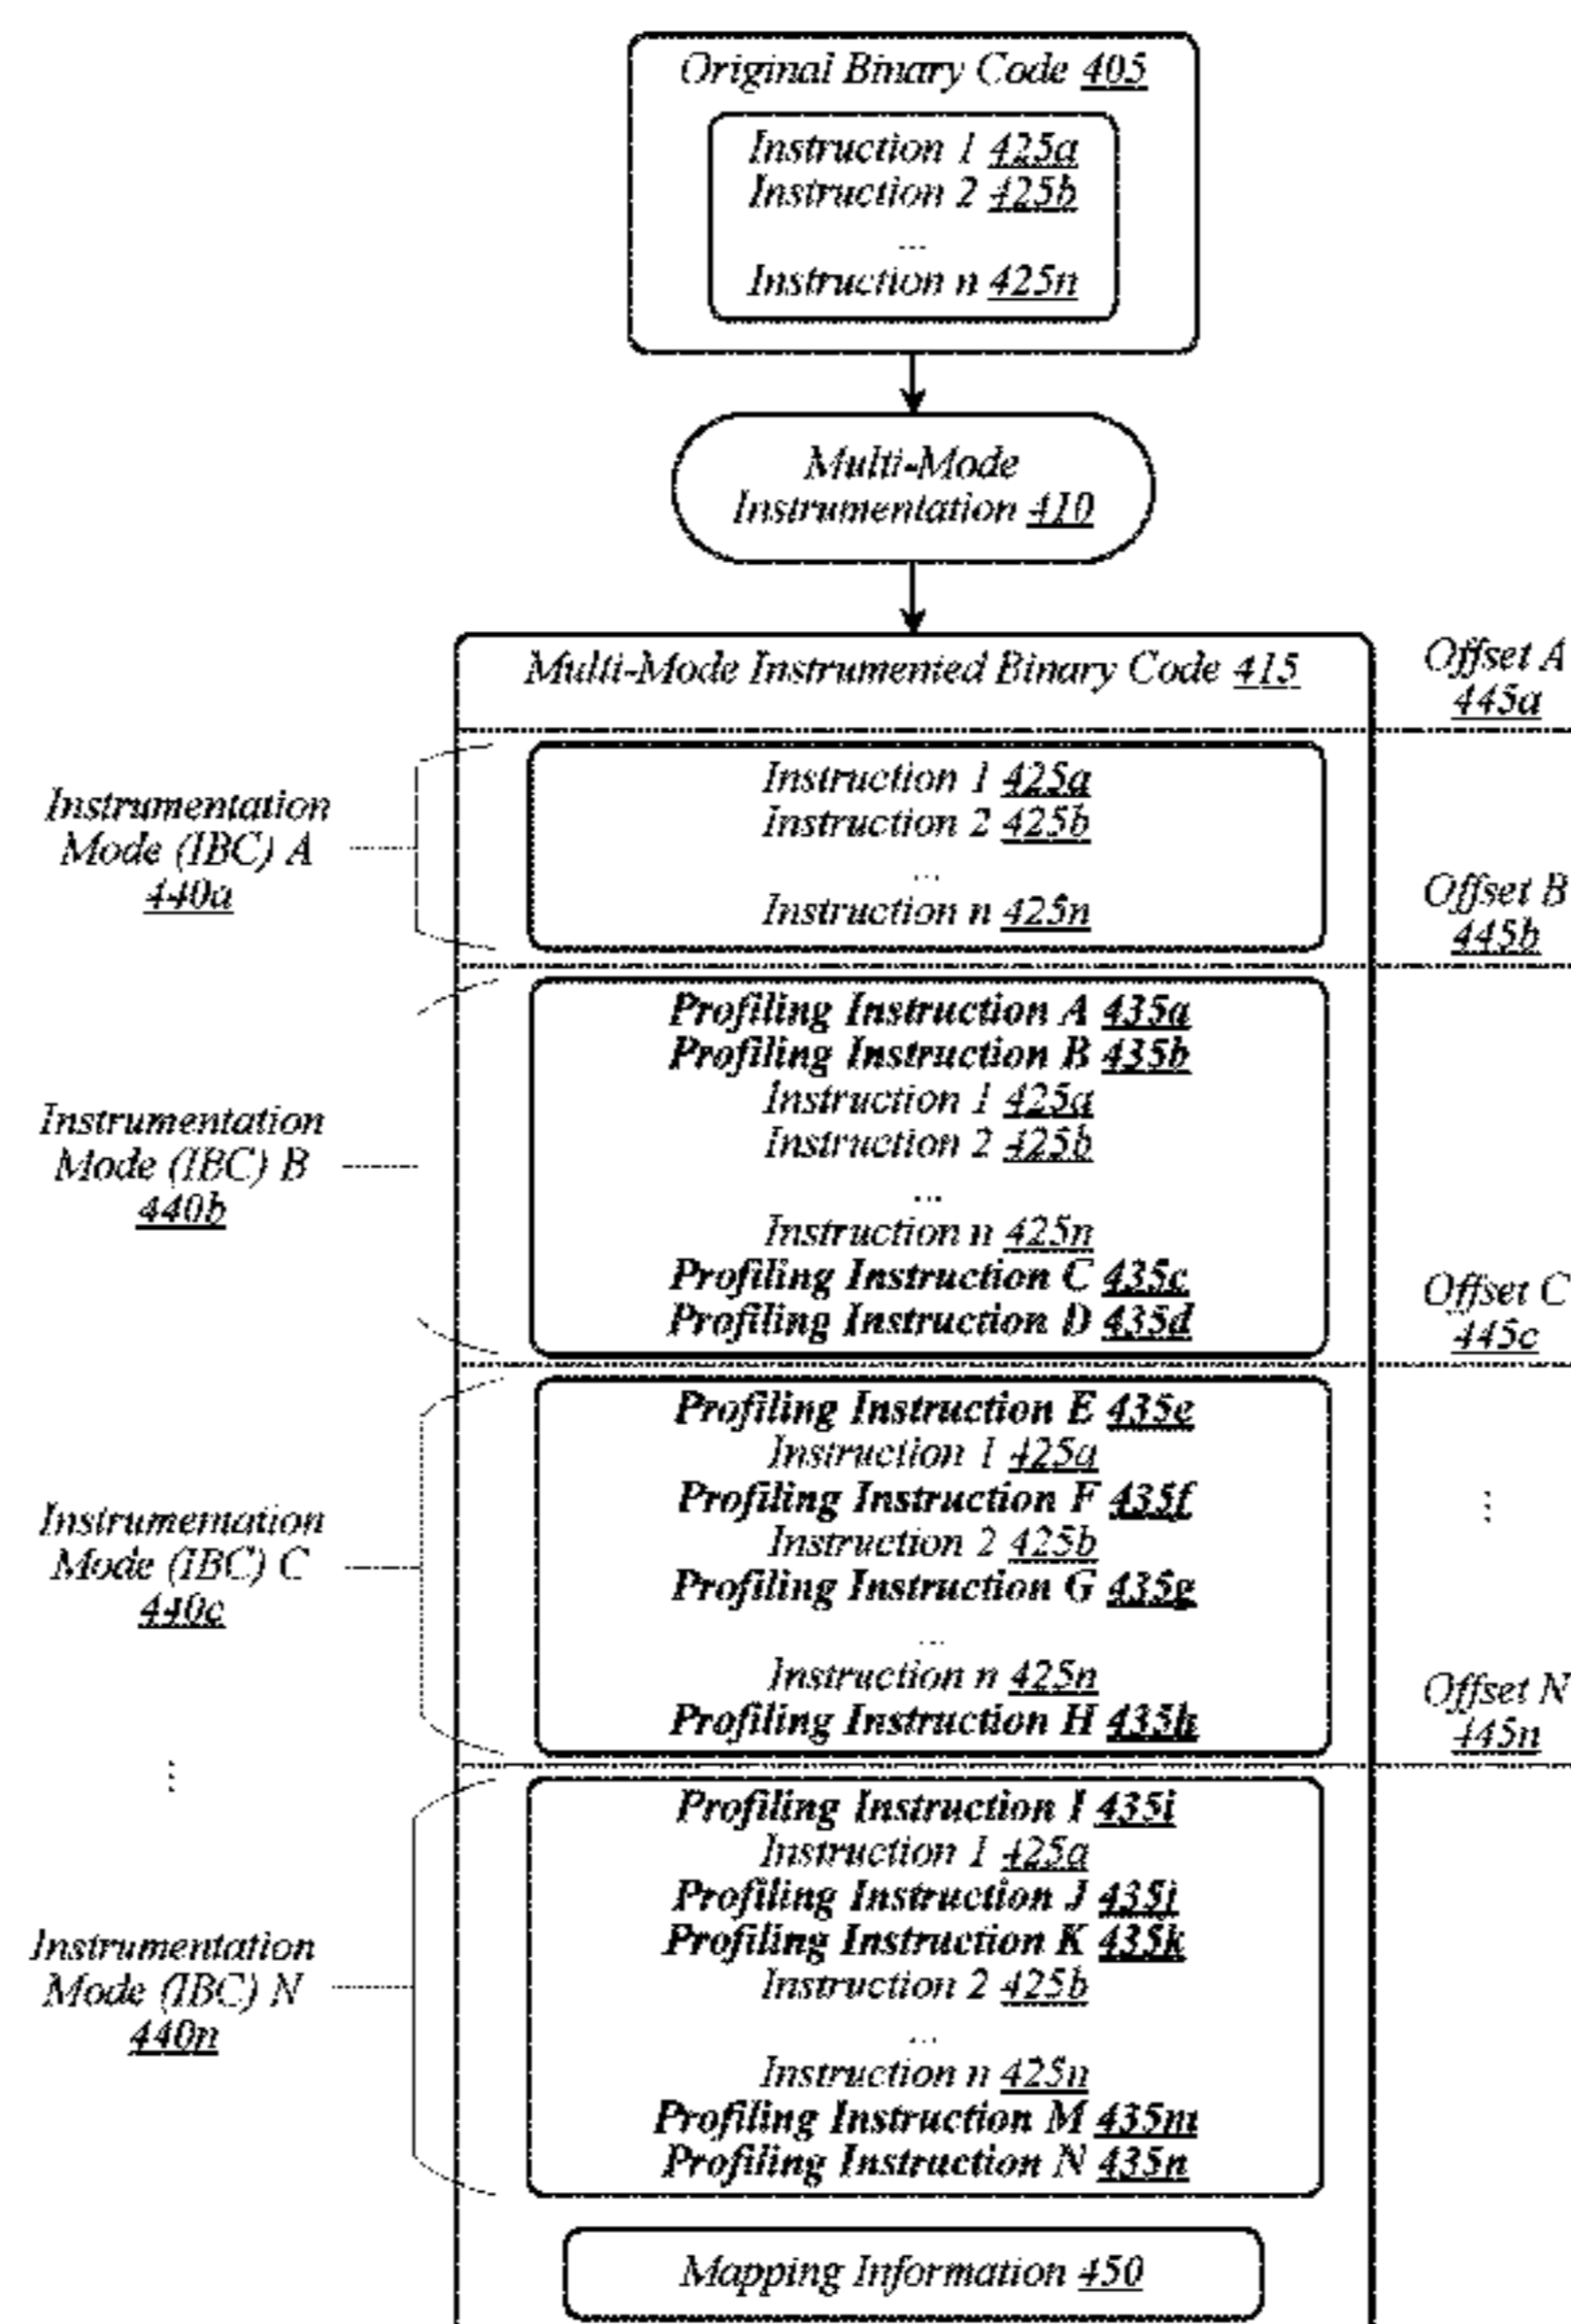 Original Binary Code 405
Instruction 1 425a
Instruction 2 425b
...
Instruction n 425n
Multi-Mode
Instrumentation 410
Multi-Mode Instrumented Binary Code 415
Offset A
445a
Instrumentation
Mode (IBC) A
440a
Instruction 1 425a
Instruction 2 425b
...
Instruction n 425n
Offset B
445b
Instrumentation
Mode (IBC) B
440b
Profiling Instruction A 435a
Profiling Instruction B 435b
Instruction 1 425a
Instruction 2 425b
...
Instruction n 425n
Profiling Instruction C 435c
Profiling Instruction D 435d
Offset C
445c
Instrumentation
Mode (IBC) C
440c
Profiling Instruction E 435e
Instruction 1 425a
Profiling Instruction F 435f
Instruction 2 425b
Profiling Instruction G 435g
...
Instruction n 425n
Profiling Instruction H 435h
⋮
Offset N
445n
⋮
Instrumentation
Mode (IBC) N
440n
Profiling Instruction I 435i
Instruction 1 425a
Profiling Instruction J 435j
Profiling Instruction K 435k
Instruction 2 425b
...
Instruction n 425n
Profiling Instruction M 435m
Profiling Instruction N 435n
Mapping Information 450